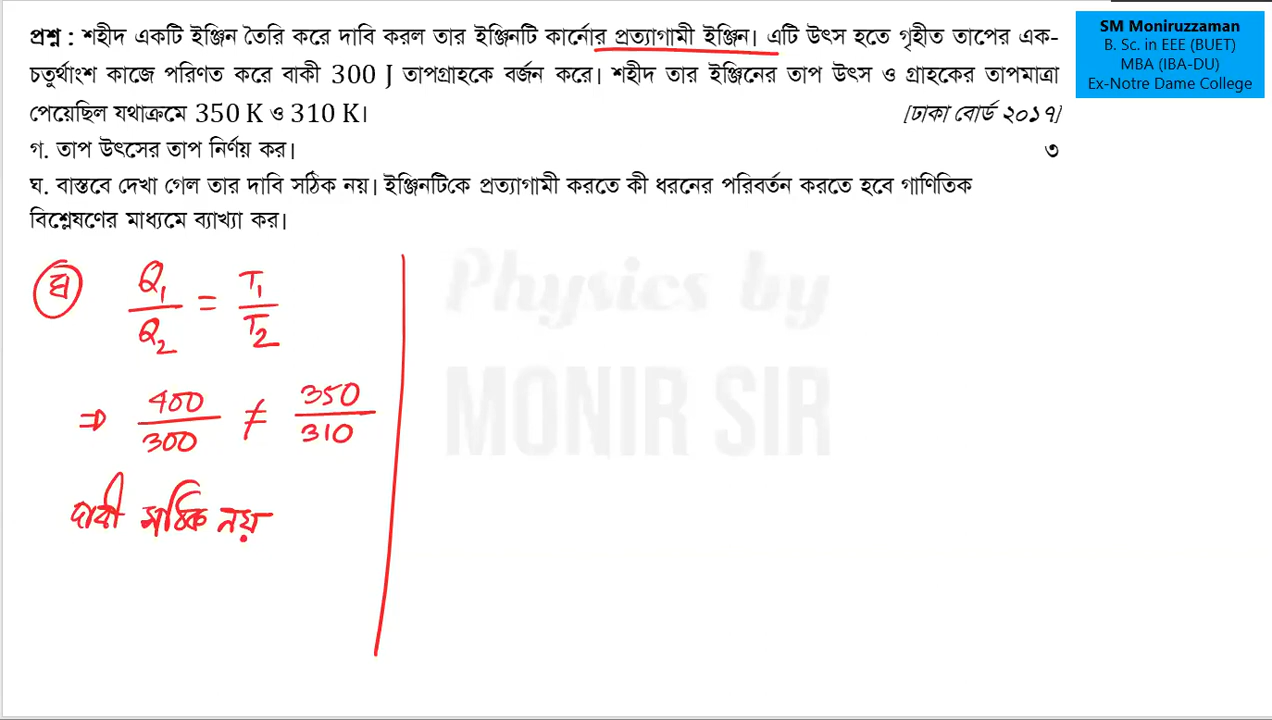 প্রশ্ন : শহীদ একটি ইঞ্জিন তৈরি করে দাবি করল তার ইঞ্জিনটি কার্নোর প্রত্যাগামী ইঞ্জিন। এটি উৎস হতে গৃহীত তাপের এক-
চতুর্থাংশ কাজে পরিণত করে বাকী 300 J তাপগ্রাহকে বর্জন করে। শহীদ তার ইঞ্জিনের তাপ উৎস ও গ্রাহকের তাপমাত্রা
পেয়েছিল যথাক্রমে 350 K ও 310 K।
[ঢাকা বোর্ড ২০১৭]
গ. তাপ উৎসের তাপ নির্ণয় কর।
৩
ঘ. বাস্তবে দেখা গেল তার দাবি সঠিক নয়। ইঞ্জিনটিকে প্রত্যাগামী করতে কী ধরনের পরিবর্তন করতে হবে গাণিতিক
বিশ্লেষণের মাধ্যমে ব্যাখ্যা কর।
SM Moniruzzaman
B. Sc. in EEE (BUET)
MBA (IBA-DU)
Ex-Notre Dame College
ঘ Q₁/Q₂ = T₁/T₂
⇒ 400/300 ≠ 350/310
দাবী সঠিক নয়
Physics by
MONIR SIR